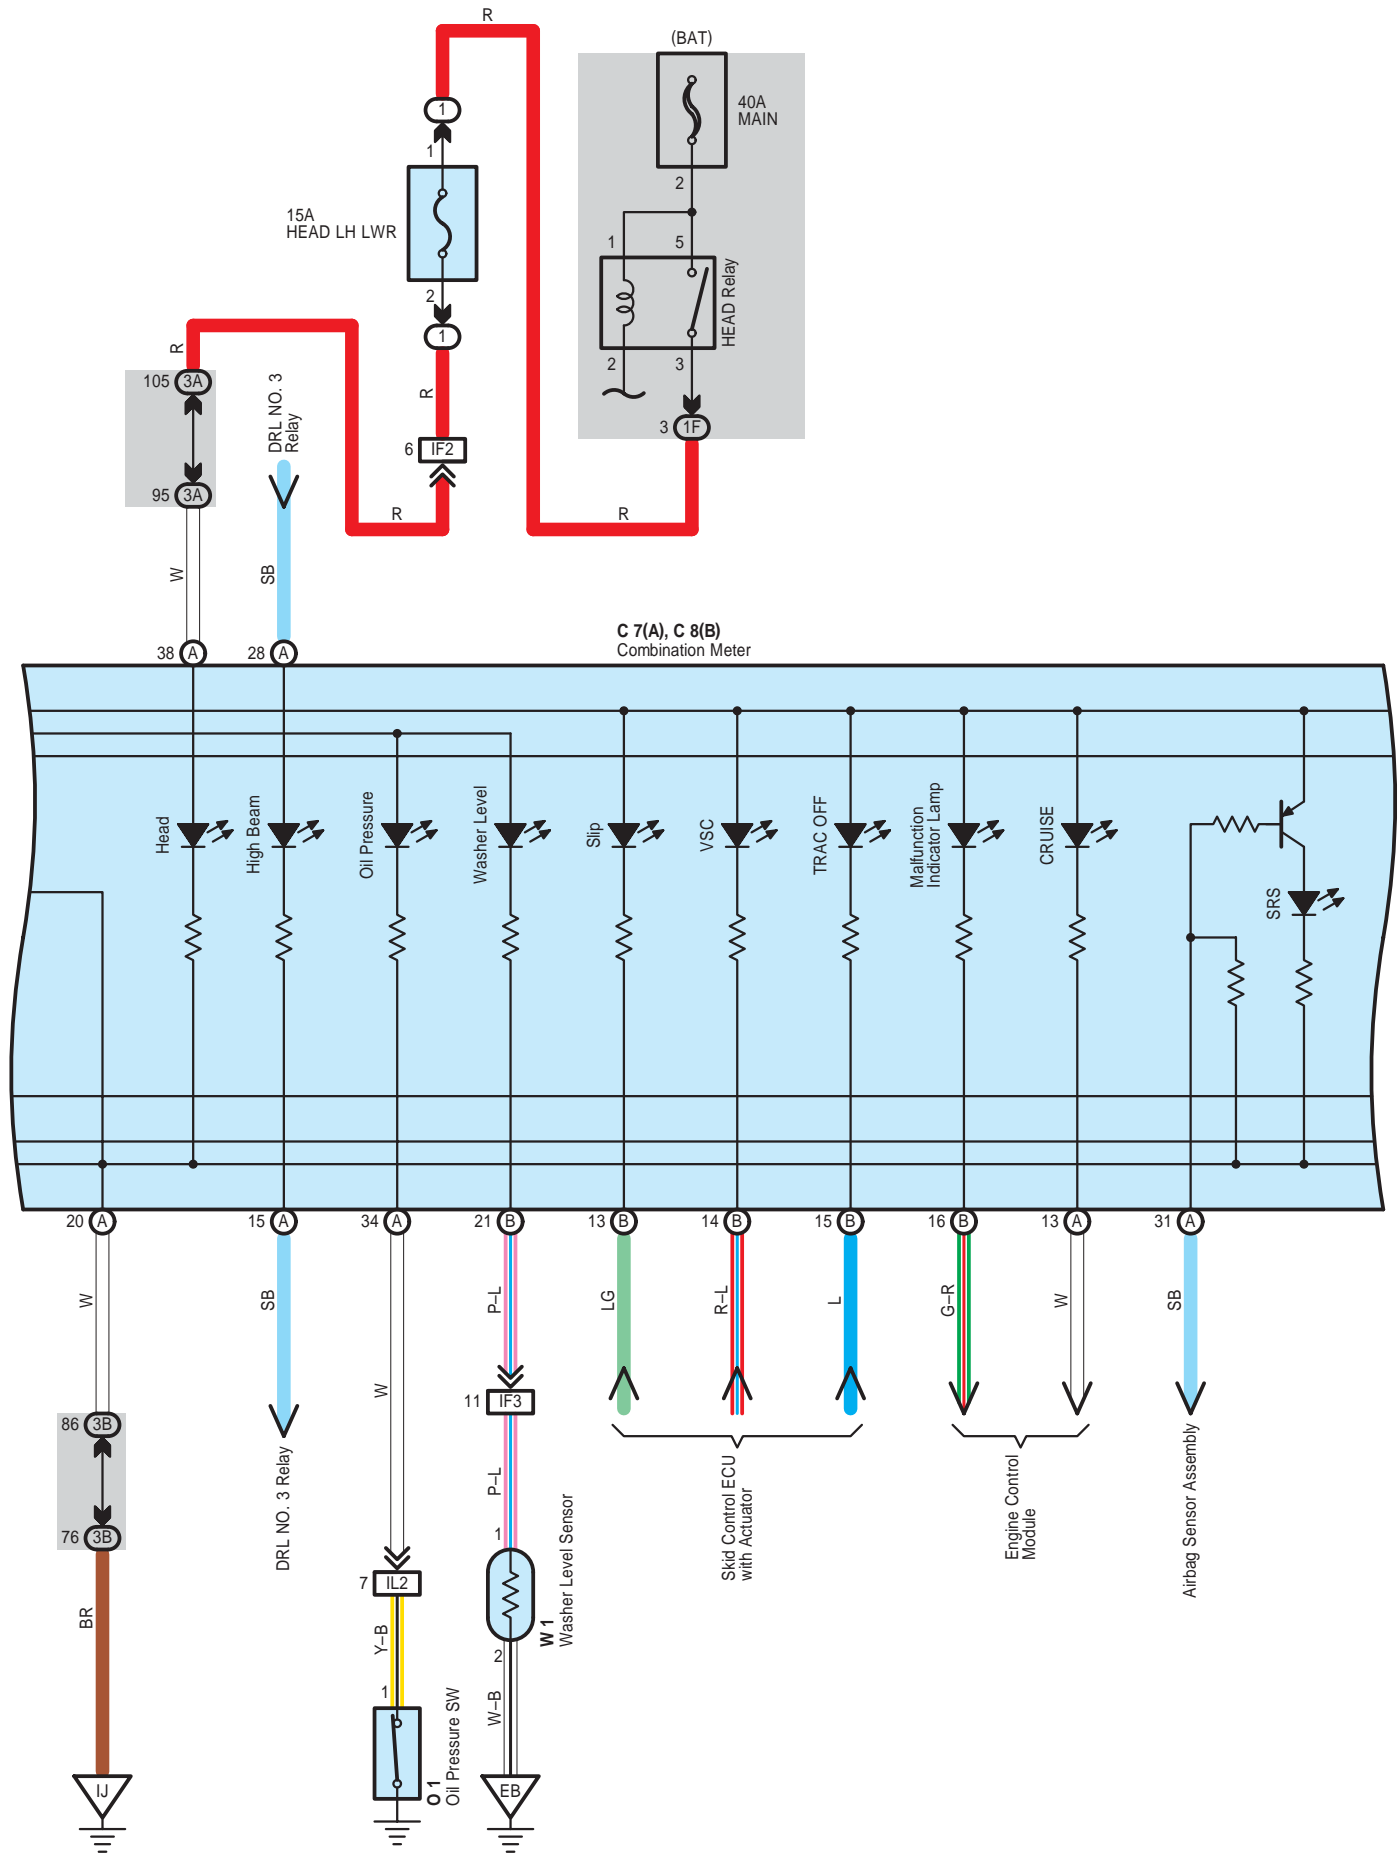 R
(BAT)
40A
MAIN
1
1
2
15A
HEAD LH LWR
1
5
HEAD Relay
2
1
2
3
R
105
3A
DRL NO. 3
Relay
R
3
1F
6
IF2
95
3A
R
R
W
SB
C 7(A), C 8(B)
Combination Meter
38
A
28
A
Head
High Beam
Oil Pressure
Washer Level
Slip
VSC
TRAC OFF
Malfunction
Indicator Lamp
CRUISE
SRS
20
A
15
A
34
A
21
B
13
B
14
B
15
B
16
B
13
A
31
A
W
SB
W
P–L
LG
R–L
L
G–R
W
SB
11
IF3
86
3B
76
3B
DRL NO. 3 Relay
P–L
Skid Control ECU
with Actuator
Engine Control
Module
Airbag Sensor Assembly
1
7
IL2
W 1
Washer Level Sensor
BR
Y–B
2
1
W–B
O 1
Oil Pressure SW
IJ
EB